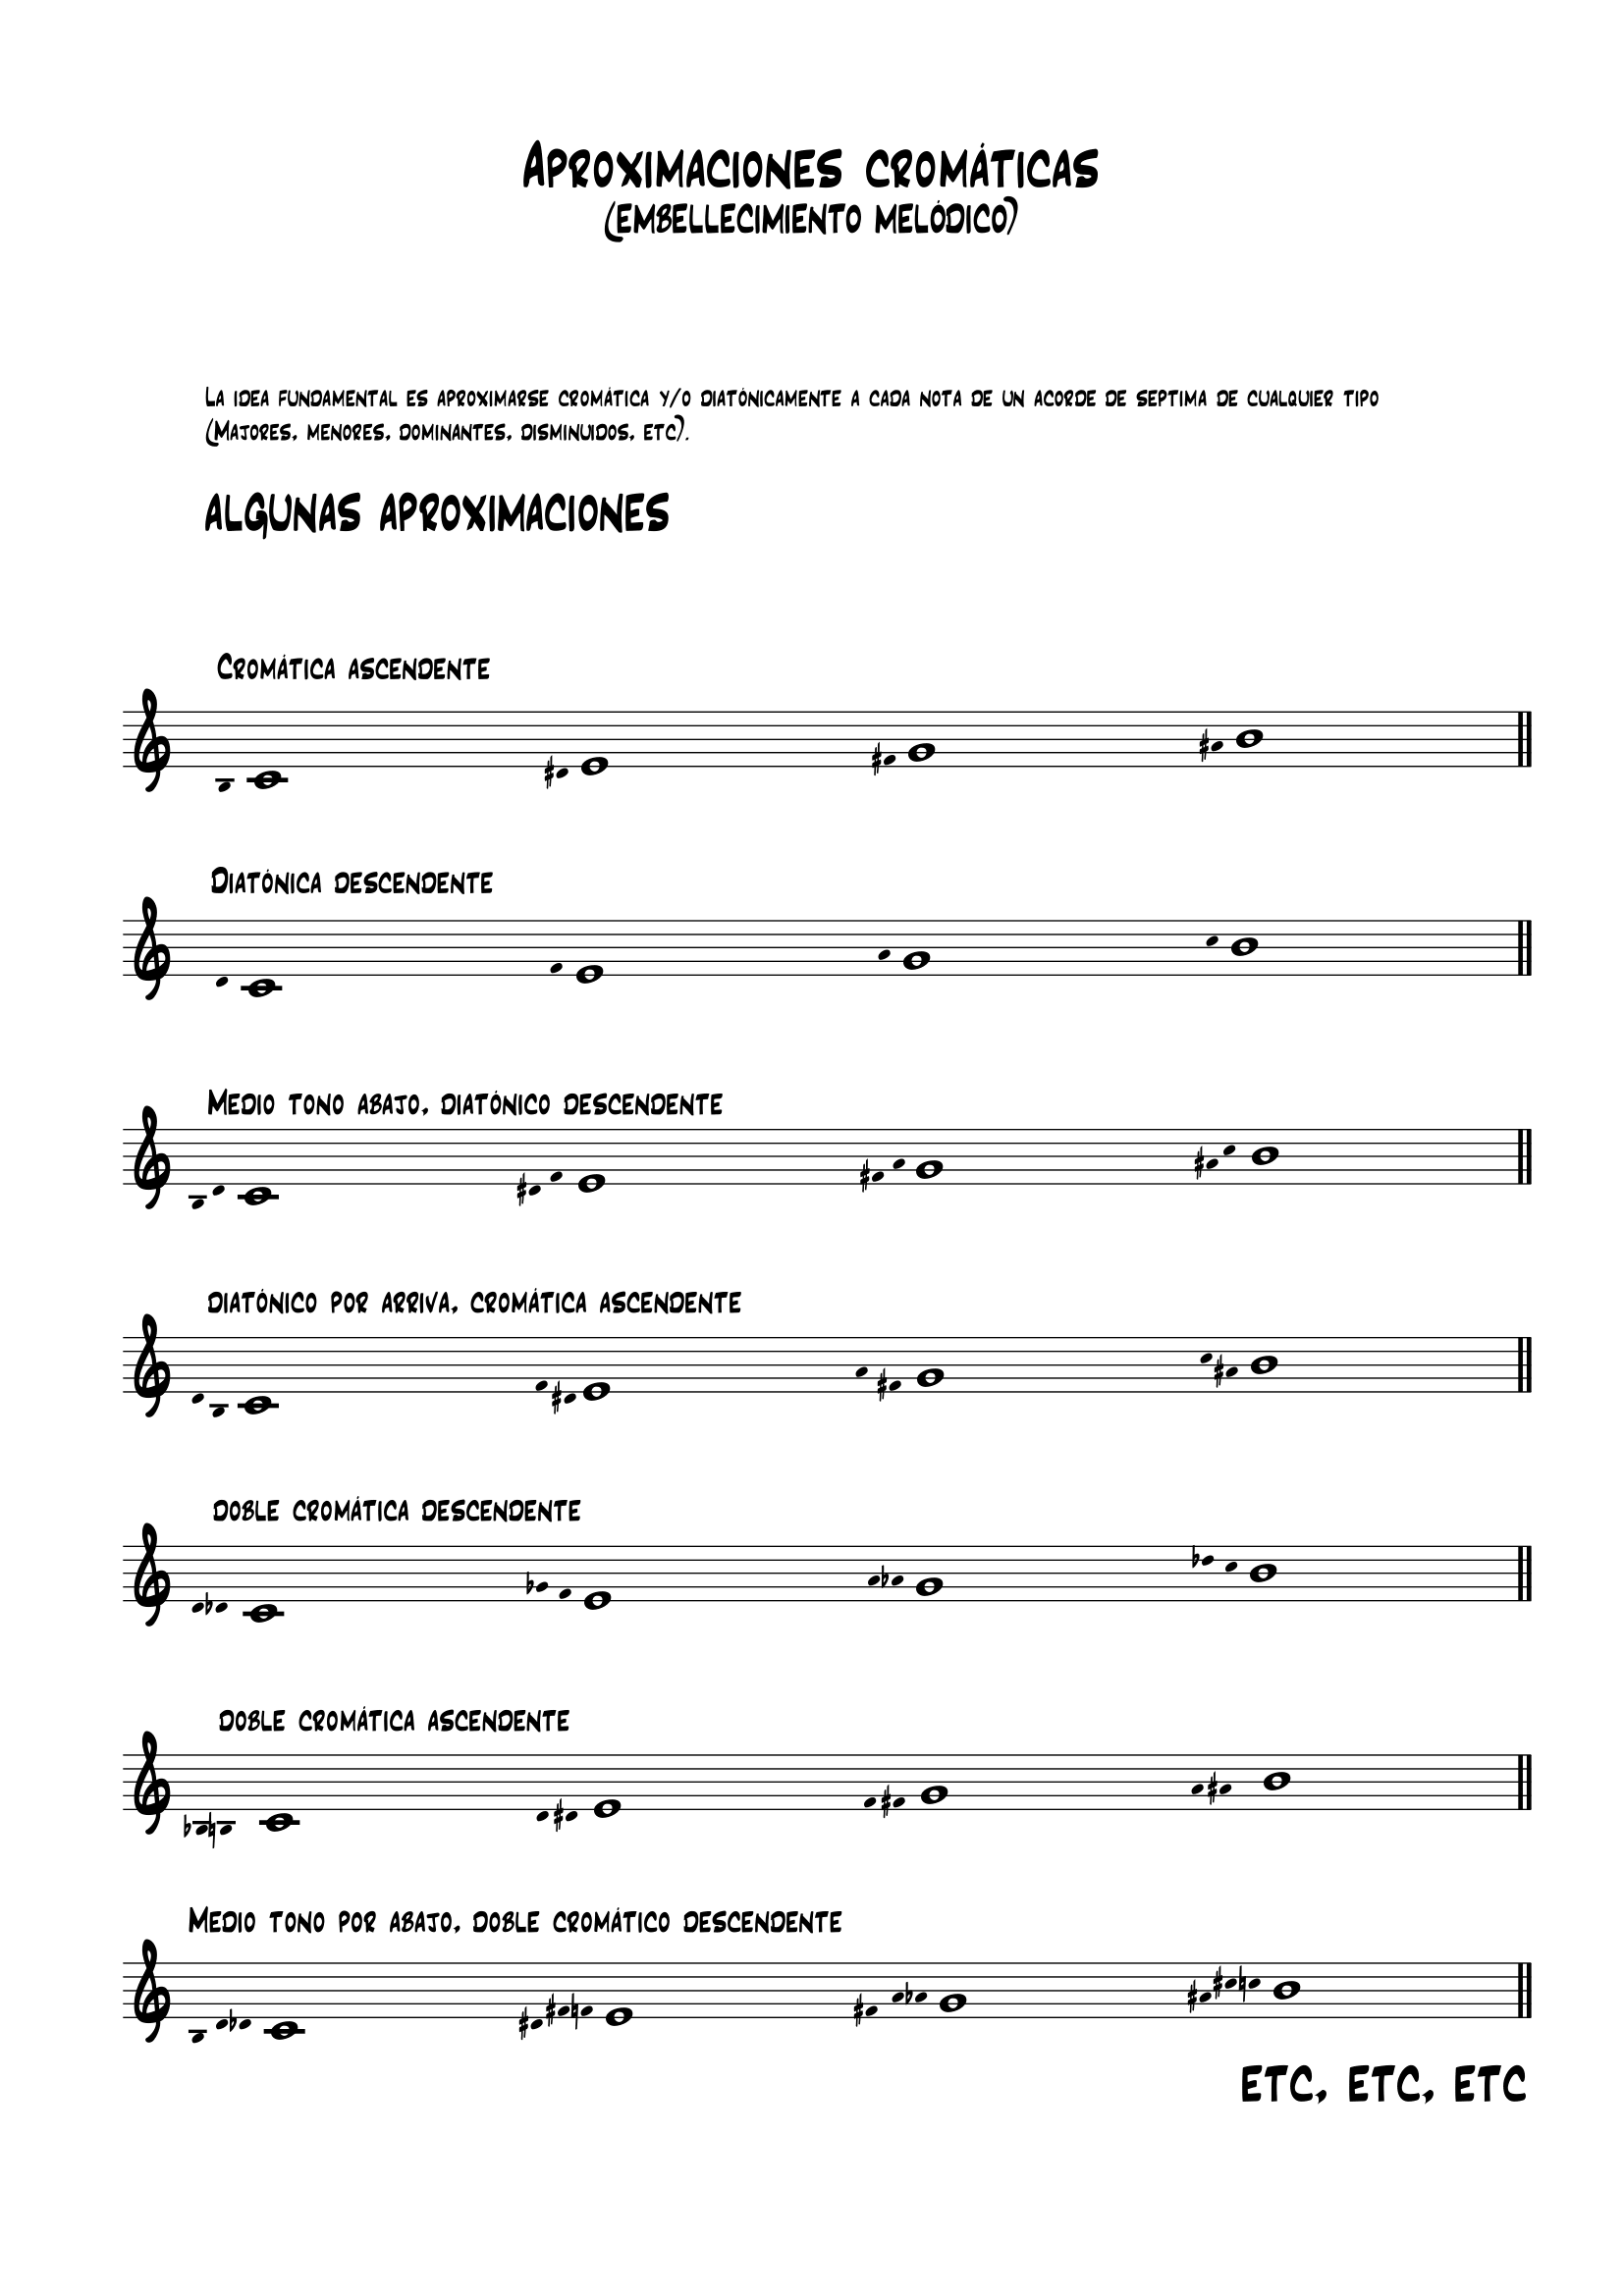 Aproximaciones cromáticas
(embellecimiento melódico)
La idea fundamental es aproximarse cromática y/o diatónicamente a cada nota de un acorde de septima de cualquier tipo
(Majores, menores, dominantes, disminuidos, etc).
algunas aproximaciones
Cromática ascendente
Diatónica descendente
Medio tono abajo, diatónico descendente
diatónico por arriva, cromática ascendente
doble cromática descendente
doble cromática ascendente
Medio tono por abajo, doble cromático descendente
etc, etc, etc